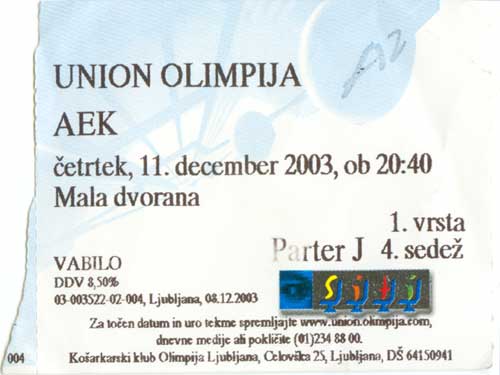 A2
UNION OLIMPIJA
AEK
četrtek, 11. december 2003, ob 20:40
Mala dvorana
1. vrsta
Parter J 4. sedež
VABILO
DDV 8,50%
03-003522-02-004, Ljubljana, 08.12.2003
Za točen datum in uro tekme spremljajte www.union.olimpija.com,
dnevne medije ali pokličite (01)234 88 00.
004 Košarkarski klub Olimpija Ljubljana, Celovška 25, Ljubljana, DŠ 64150941